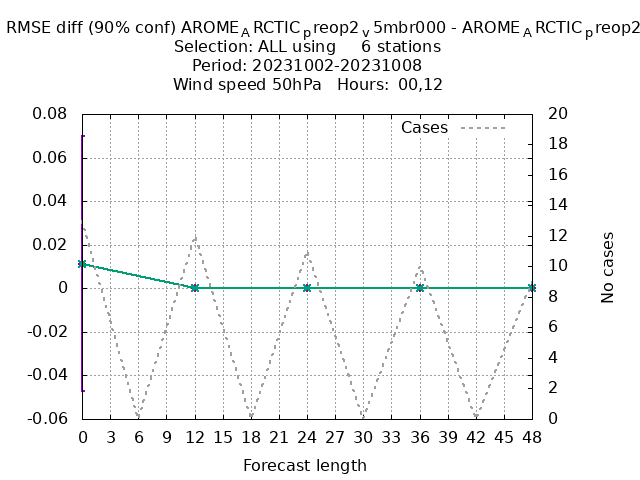 RMSE diff (90% conf) AROME_ARCTIC_preop2_v5mbr000 - AROME_ARCTIC_preop2
Selection: ALL using 6 stations
Period: 20231002-20231008
Wind speed 50hPa Hours: 00,12
Cases
0.08
0.06
0.04
0.02
0
-0.02
-0.04
-0.06
20
18
16
14
12
10
8
6
4
2
0
No cases
0 3 6 9 12 15 18 21 24 27 30 33 36 39 42 45 48
Forecast length